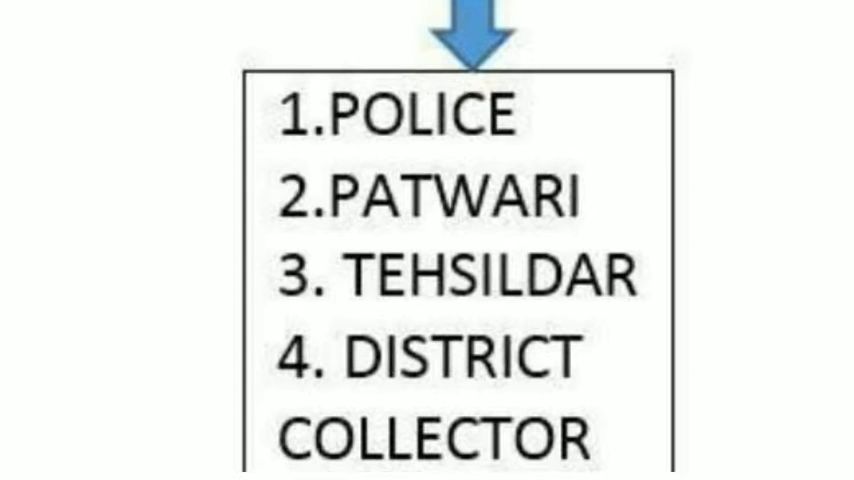 1.POLICE
2.PATWARI
3. TEHSILDAR
4. DISTRICT
COLLECTOR